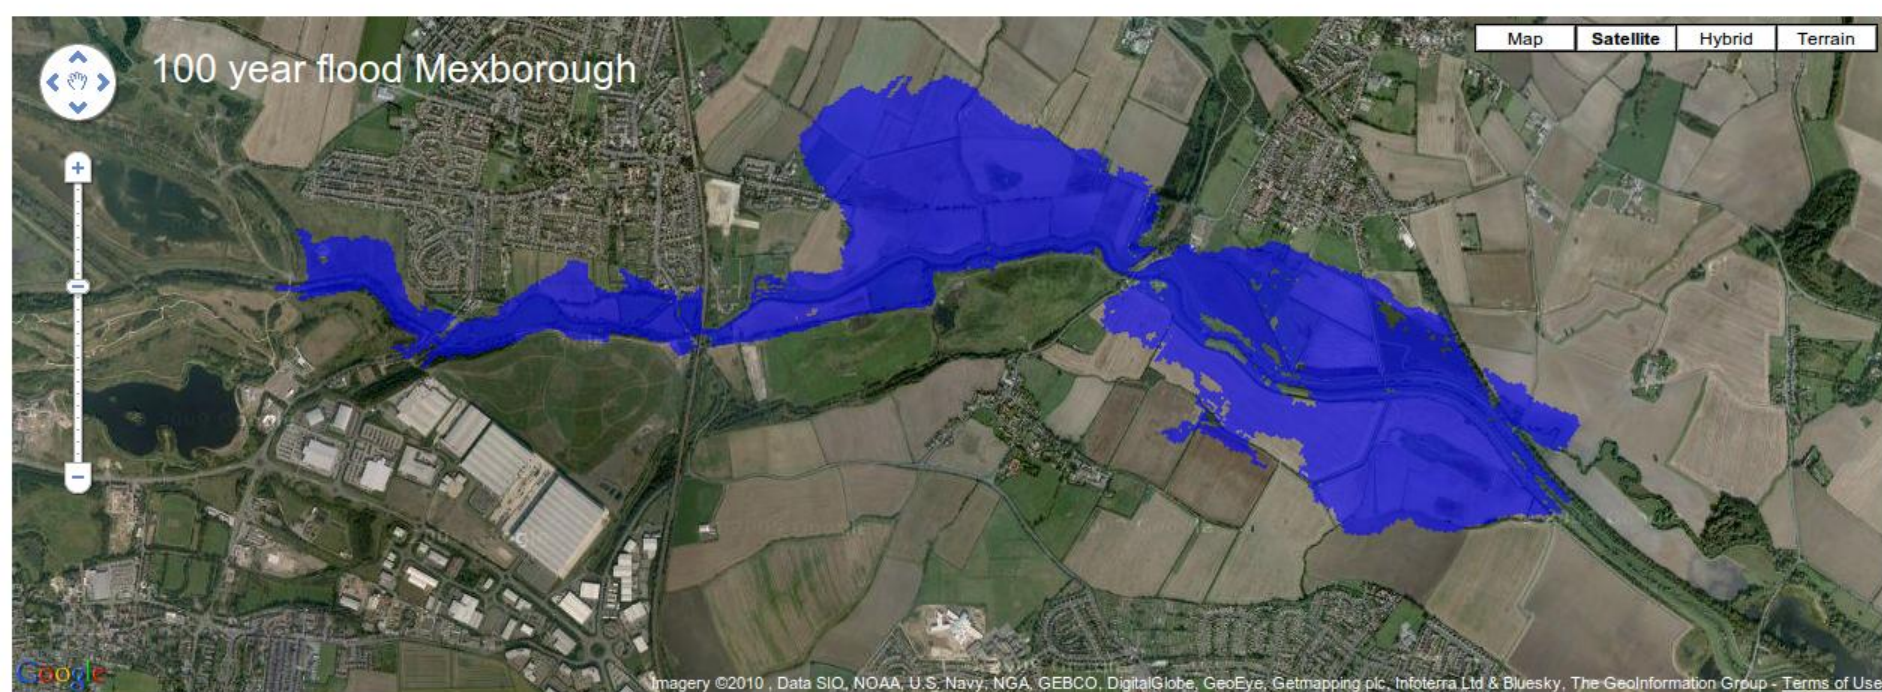 100 year flood Mexborough
Map Satellite Hybrid Terrain
Google
Imagery ©2010 , Data SIO, NOAA, U.S. Navy, NGA, GEBCO, DigitalGlobe, GeoEye, Getmapping plc, Infoterra Ltd & Bluesky, The GeoInformation Group - Terms of Use